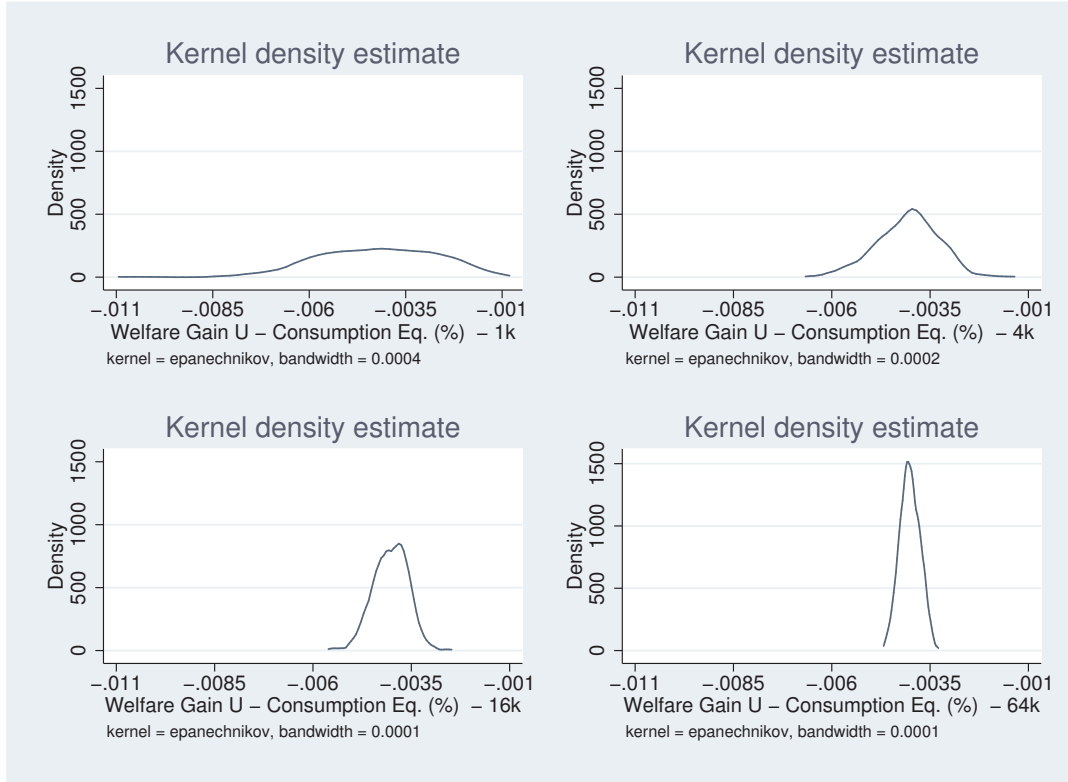 Kernel density estimate
1500
1000
500
0
Density
−.011 −.0085 −.006 −.0035 −.001
Welfare Gain U − Consumption Eq. (%) − 1k
kernel = epanechnikov, bandwidth = 0.0004
Kernel density estimate
1500
1000
500
0
Density
−.011 −.0085 −.006 −.0035 −.001
Welfare Gain U − Consumption Eq. (%) − 4k
kernel = epanechnikov, bandwidth = 0.0002
Kernel density estimate
1500
1000
500
0
Density
−.011 −.0085 −.006 −.0035 −.001
Welfare Gain U − Consumption Eq. (%) − 16k
kernel = epanechnikov, bandwidth = 0.0001
Kernel density estimate
1500
1000
500
0
Density
−.011 −.0085 −.006 −.0035 −.001
Welfare Gain U − Consumption Eq. (%) − 64k
kernel = epanechnikov, bandwidth = 0.0001